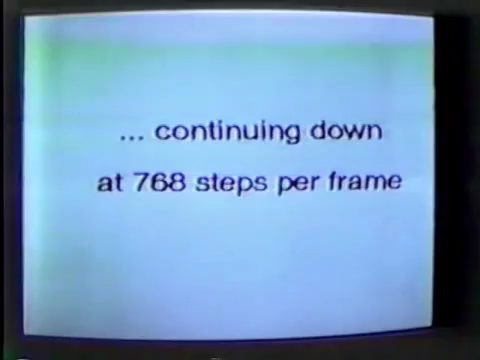 ... continuing down
at 768 steps per frame